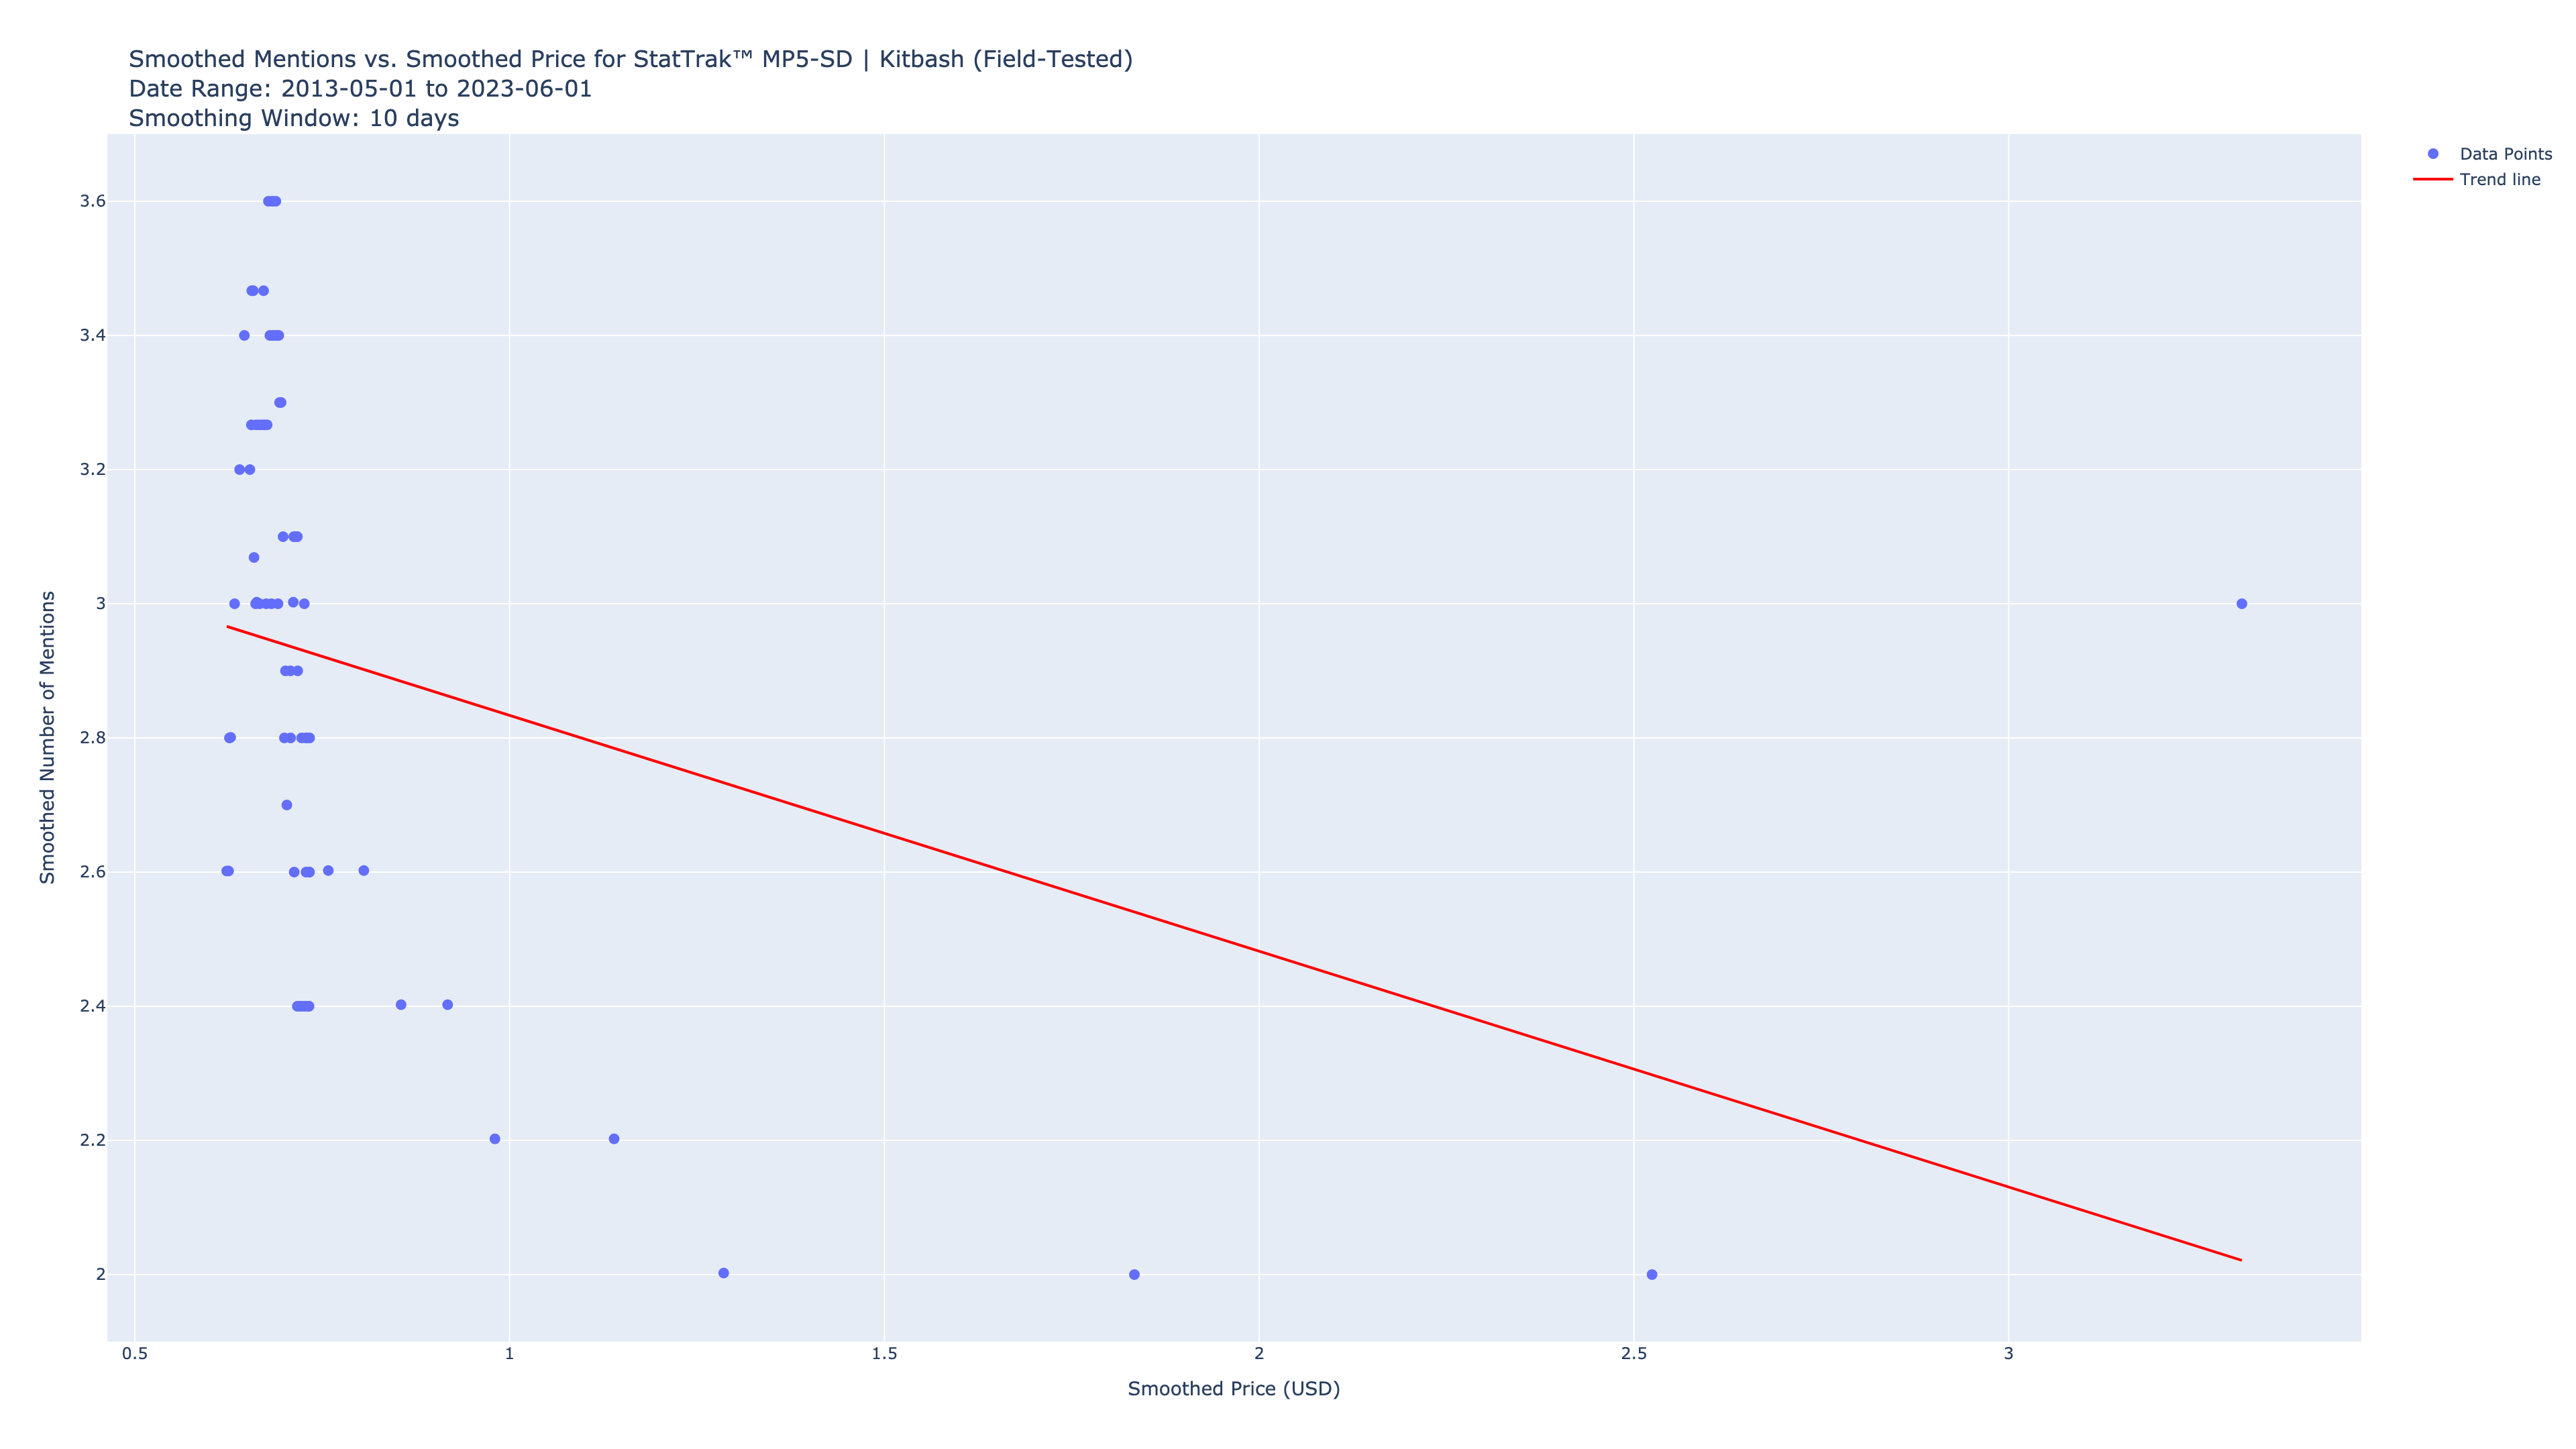 Smoothed Mentions vs. Smoothed Price for StatTrak™ MP5-SD | Kitbash (Field-Tested)
Date Range: 2013-05-01 to 2023-06-01
Smoothing Window: 10 days
Data Points
Trend line
3.6
3.4
3.2
3
2.8
2.6
2.4
2.2
2
Smoothed Number of Mentions
0.5
1
1.5
2
2.5
3
Smoothed Price (USD)